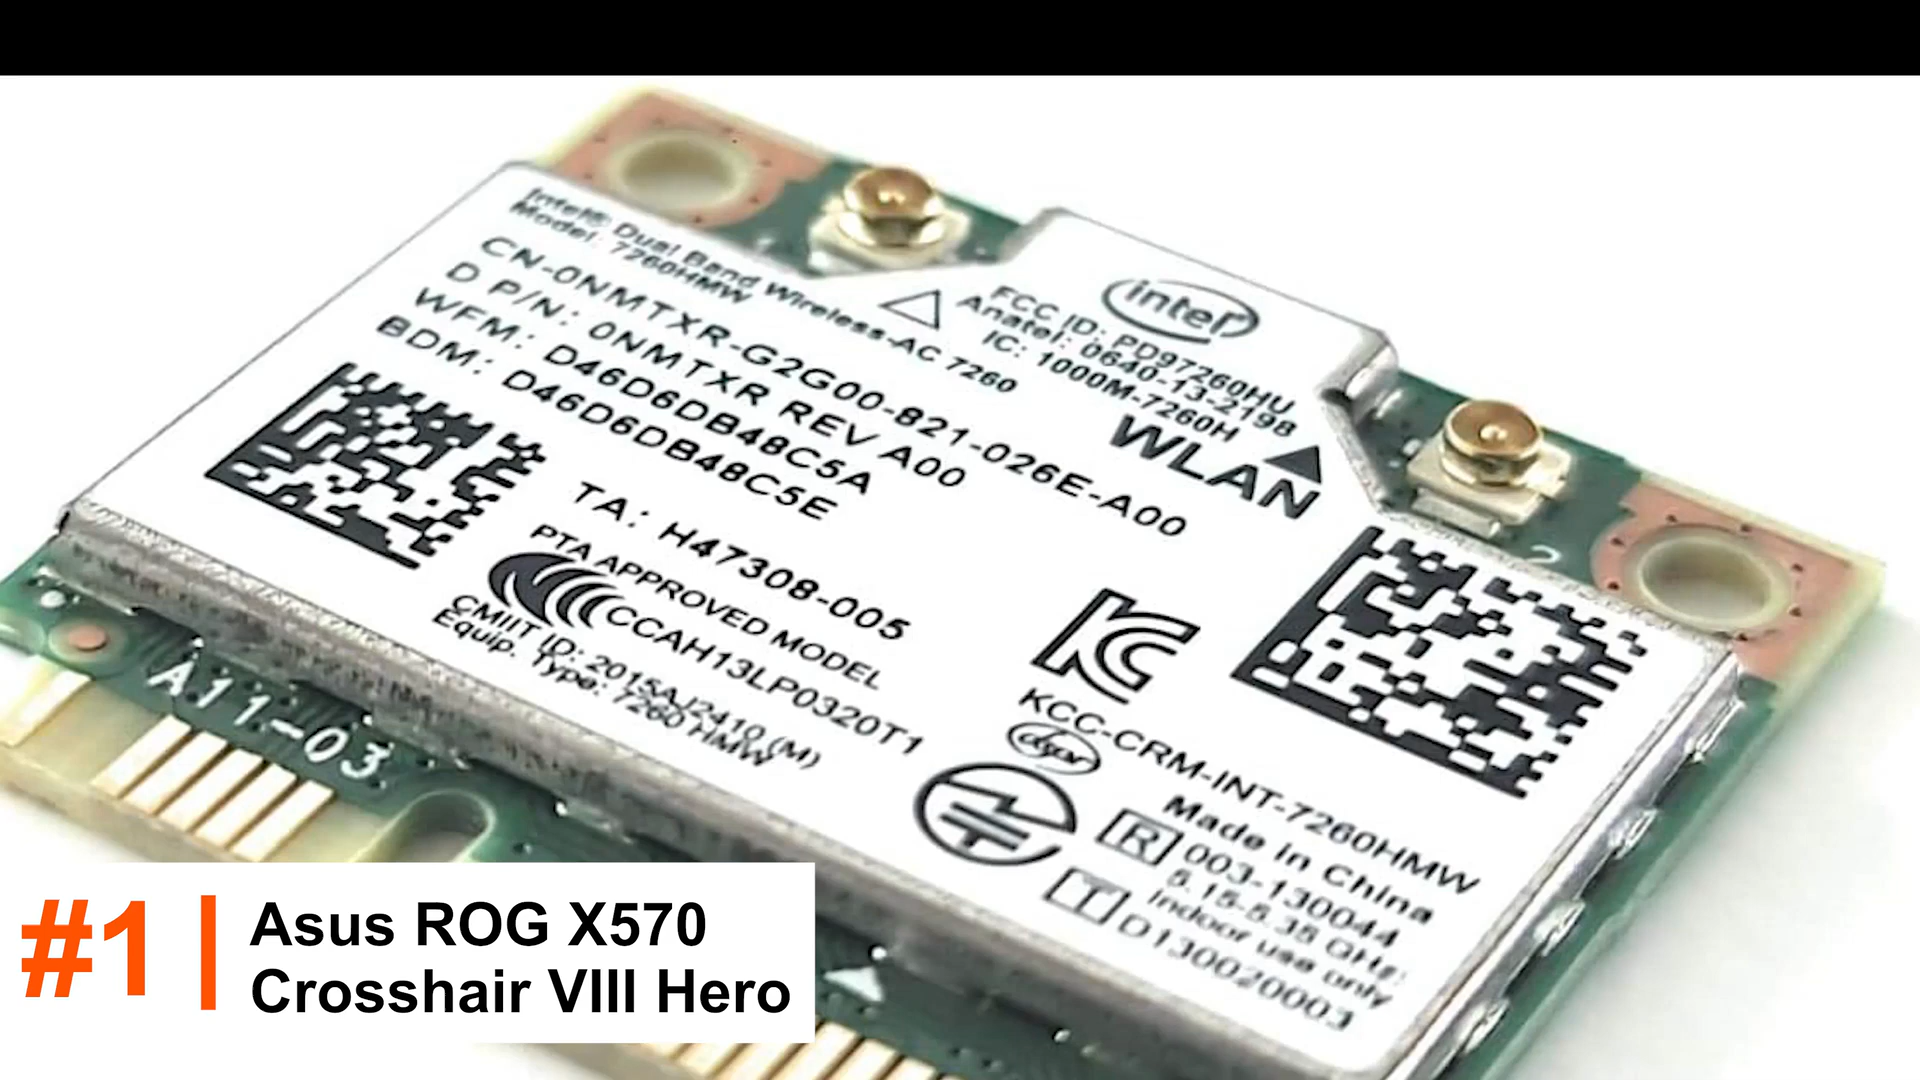 Intel® Dual Band Wireless-AC 7260
Model: 7260HMW
CN-0NMTXR-G2G00-821-026E-A00
D P/N: 0NMTXR REV A00
WFM: D46D6DB48C5A
BDM: D46D6DB48C5E
intel
FCC ID: PD97260HU
Anatel: 0640-13-2198
IC: 1000M-7260H
WLAN
TA: H47308-005
PTA APPROVED MODEL
CCAH13LP0320T1
CMIIT ID: 2015AJ2410 (M)
Equip. Type: 7260 HMW
KCC-CRM-INT-7260HMW
Made in China
R 003-130044
5.15-5.35 GHz:
Indoor use only
T D130020003
A11-03
2
#1 | Asus ROG X570
Crosshair VIII Hero